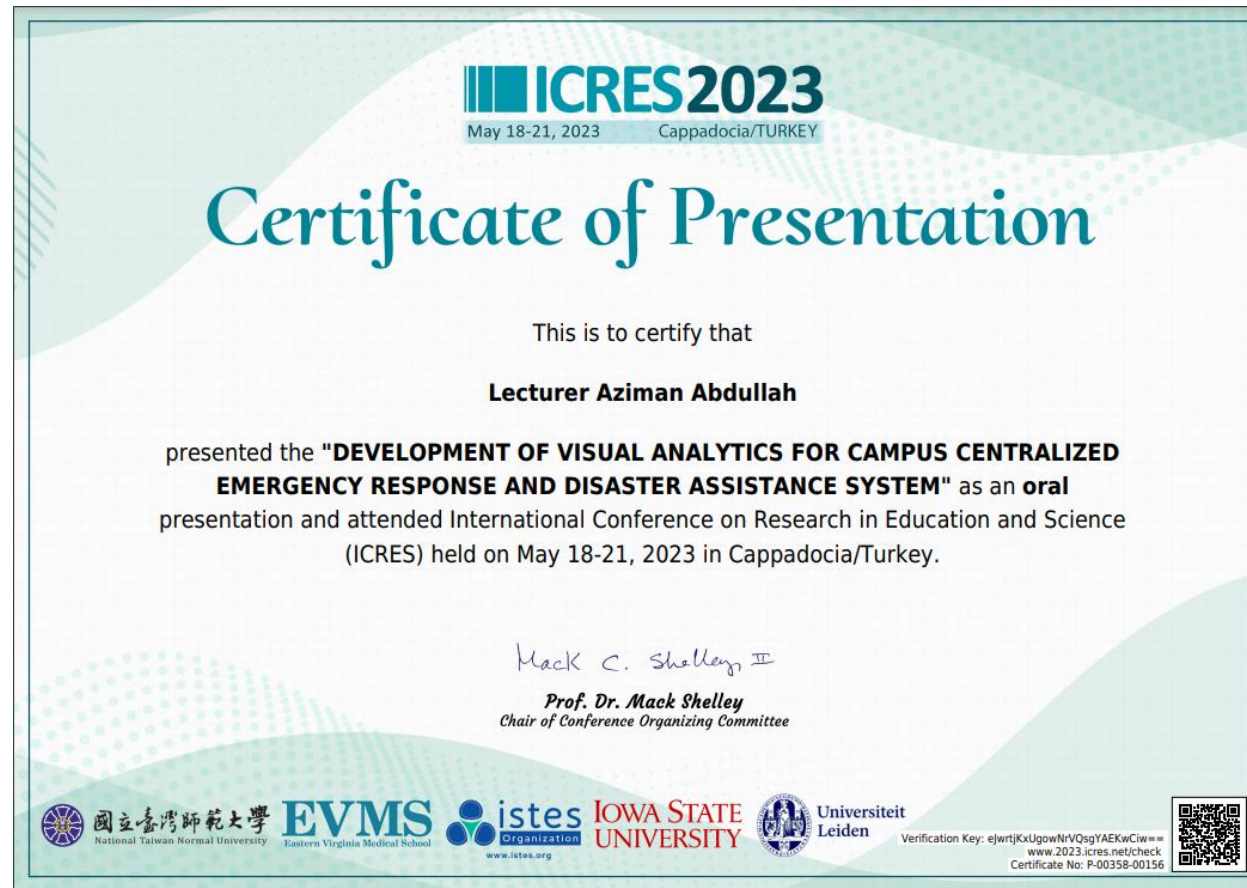 ICRES2023
May 18-21, 2023 Cappadocia/TURKEY
Certificate of Presentation
This is to certify that
Lecturer Aziman Abdullah
presented the "DEVELOPMENT OF VISUAL ANALYTICS FOR CAMPUS CENTRALIZED
EMERGENCY RESPONSE AND DISASTER ASSISTANCE SYSTEM" as an oral
presentation and attended International Conference on Research in Education and Science
(ICRES) held on May 18-21, 2023 in Cappadocia/Turkey.
Mack C. Shelley, II
Prof. Dr. Mack Shelley
Chair of Conference Organizing Committee
國立臺灣師範大學
National Taiwan Normal University
EVMS
Eastern Virginia Medical School
istes
Organization
www.istes.org
IOWA STATE
UNIVERSITY
Universiteit
Leiden
Verification Key: eJwrtjKxUgowNrVQsgYAEKwCiw==
www.2023.icres.net/check
Certificate No: P-00358-00156